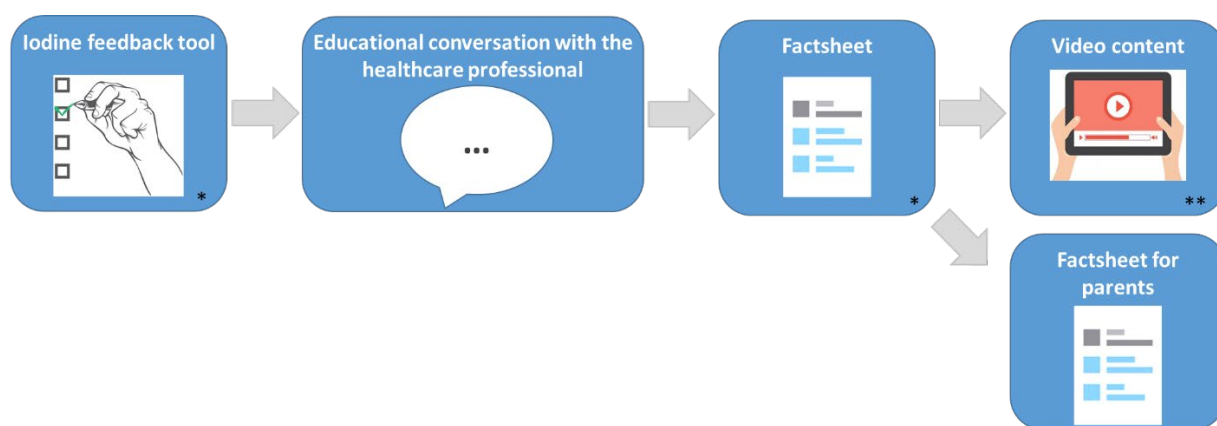 Iodine feedback tool
*
Educational conversation with the
healthcare professional
...
Factsheet
*
Video content
**
Factsheet for
parents